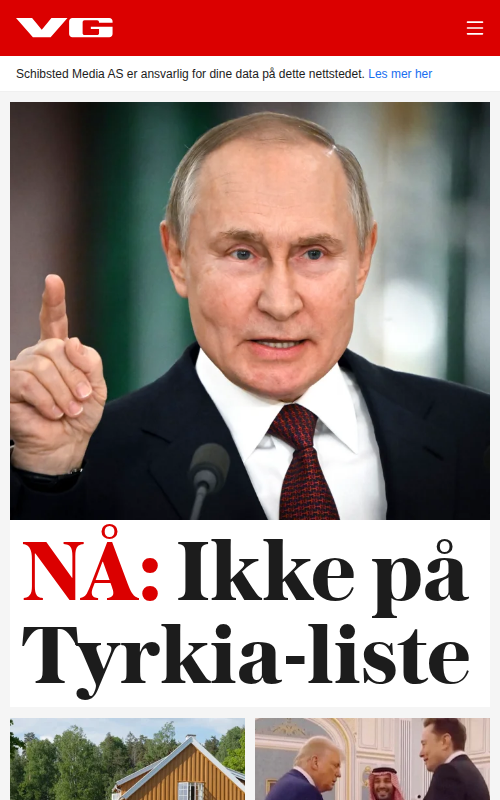 VG
Schibsted Media AS er ansvarlig for dine data på dette nettstedet. Les mer her
NÅ: Ikke på
Tyrkia-liste